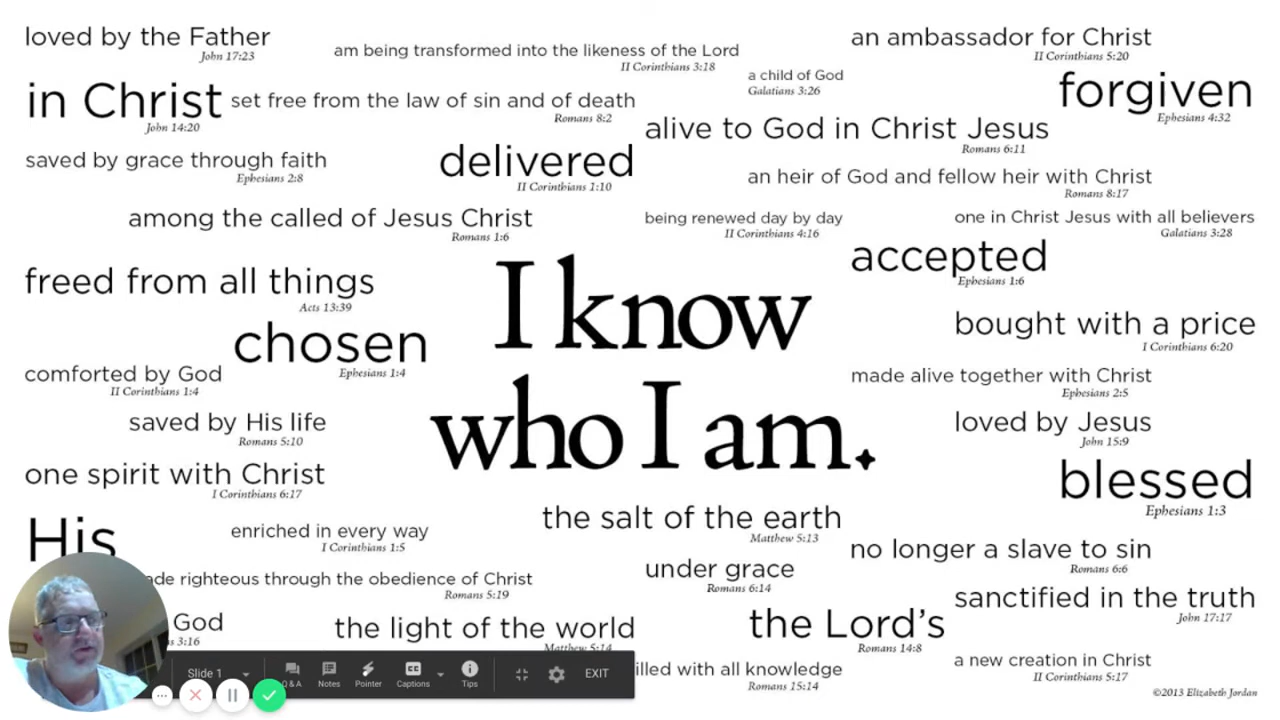 loved by the Father
John 17:23
am being transformed into the likeness of the Lord
II Corinthians 3:18
an ambassador for Christ
II Corinthians 5:20
a child of God
Galatians 3:26
forgiven
Ephesians 4:32
in Christ
John 14:20
set free from the law of sin and of death
Romans 8:2
alive to God in Christ Jesus
Romans 6:11
saved by grace through faith
Ephesians 2:8
delivered
II Corinthians 1:10
an heir of God and fellow heir with Christ
Romans 8:17
among the called of Jesus Christ
Romans 1:6
being renewed day by day
II Corinthians 4:16
one in Christ Jesus with all believers
Galatians 3:28
accepted
Ephesians 1:6
freed from all things
Acts 13:39
I know
who I am.
bought with a price
I Corinthians 6:20
chosen
Ephesians 1:4
comforted by God
II Corinthians 1:4
made alive together with Christ
Ephesians 2:5
saved by His life
Romans 5:10
loved by Jesus
John 15:9
one spirit with Christ
I Corinthians 6:17
blessed
Ephesians 1:3
His
enriched in every way
I Corinthians 1:5
the salt of the earth
Matthew 5:13
no longer a slave to sin
Romans 6:6
righteous through the obedience of Christ
Romans 5:19
under grace
Romans 6:14
sanctified in the truth
John 17:17
God
3:16
the light of the world
Matthew 5:14
the Lord's
Romans 14:8
with all knowledge
Romans 15:14
a new creation in Christ
II Corinthians 5:17
©2013 Elizabeth Jordan
Slide 1
Q & A
Notes
Pointer
CC
Captions
Tips
EXIT